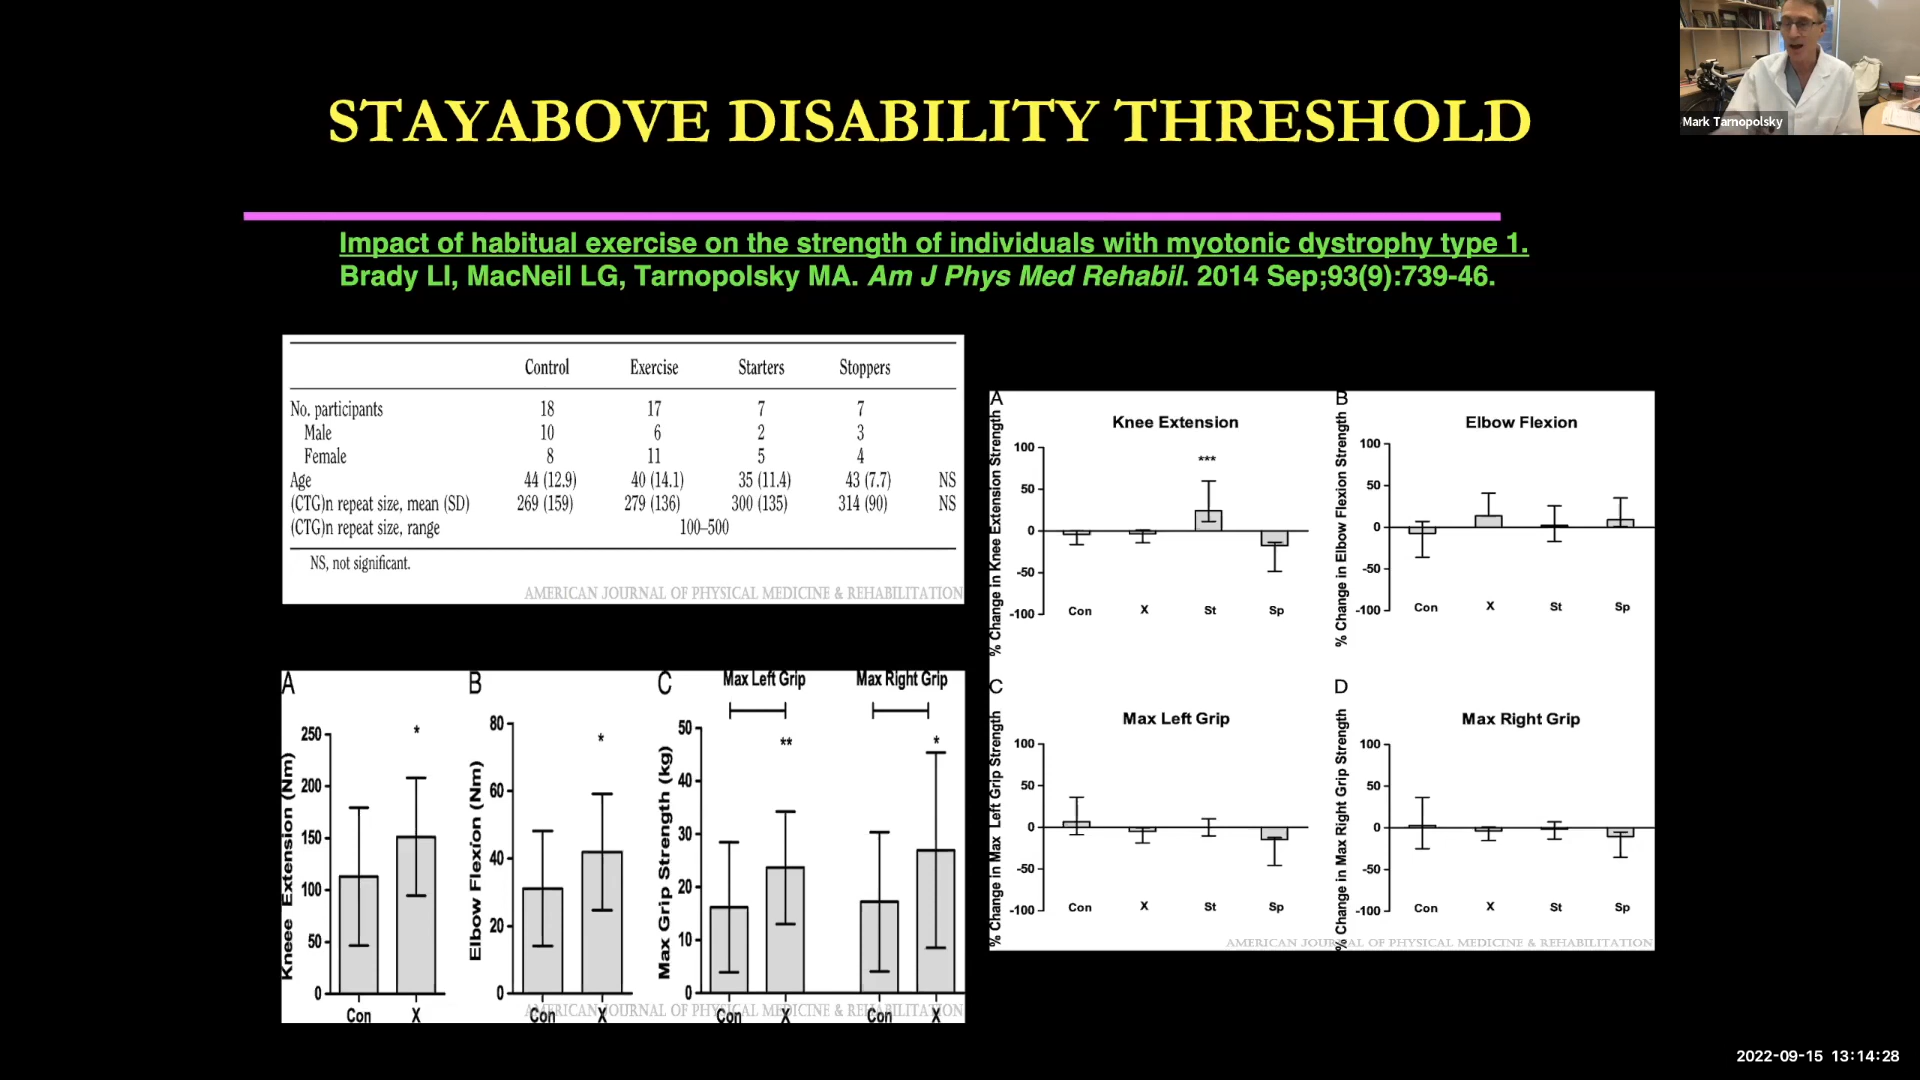 STAYABOVE DISABILITY THRESHOLD
Mark Tarnopolsky
Impact of habitual exercise on the strength of individuals with myotonic dystrophy type 1.
Brady LI, MacNeil LG, Tarnopolsky MA. Am J Phys Med Rehabil. 2014 Sep;93(9):739-46.
Control Exercise Starters Stoppers
No. participants 18 17 7 7
Male 10 6 2 3
Female 8 11 5 4
Age 44 (12.9) 40 (14.1) 35 (11.4) 43 (7.7) NS
(CTG)n repeat size, mean (SD) 269 (159) 279 (136) 300 (135) 314 (90) NS
(CTG)n repeat size, range 100–500
NS, not significant.
AMERICAN JOURNAL OF PHYSICAL MEDICINE & REHABILITATION
A
Kneee Extension (Nm)
250
200
150
100
50
0
*
Con X
B
Elbow Flexion (Nm)
80
60
40
20
0
*
Con X
C
Max Left Grip Max Right Grip
Max Grip Strength (kg)
50
40
30
20
10
0
** *
Con X Con X
AMERICAN JOURNAL OF PHYSICAL MEDICINE & REHABILITATION
A
Knee Extension
% Change in Knee Extension Strength
100
50
0
-50
-100
***
Con X St Sp
B
Elbow Flexion
% Change in Elbow Flexion Strength
100
50
0
-50
-100
Con X St Sp
C
Max Left Grip
% Change in Max Left Grip Strength
100
50
0
-50
-100
Con X St Sp
D
Max Right Grip
% Change in Max Right Grip Strength
100
50
0
-50
-100
Con X St Sp
AMERICAN JOURNAL OF PHYSICAL MEDICINE & REHABILITATION
2022-09-15 13:14:28